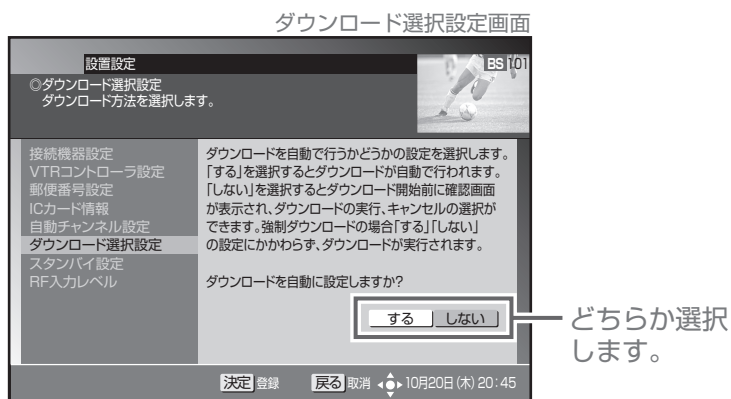 ダウンロード選択設定画面
設置設定
BS 101
◎ダウンロード選択設定
ダウンロード方法を選択します。
接続機器設定
VTRコントローラ設定
郵便番号設定
ICカード情報
自動チャンネル設定
ダウンロード選択設定
スタンバイ設定
RF入力レベル
ダウンロードを自動で行うかどうかの設定を選択します。
「する」を選択するとダウンロードが自動で行われます。
「しない」を選択するとダウンロード開始前に確認画面
が表示され、ダウンロードの実行、キャンセルの選択が
できます。強制ダウンロードの場合「する」「しない」
の設定にかかわらず、ダウンロードが実行されます。
ダウンロードを自動に設定しますか?
する しない
どちらか選択
します。
決定 登録 戻る 取消 10月20日(木)20:45